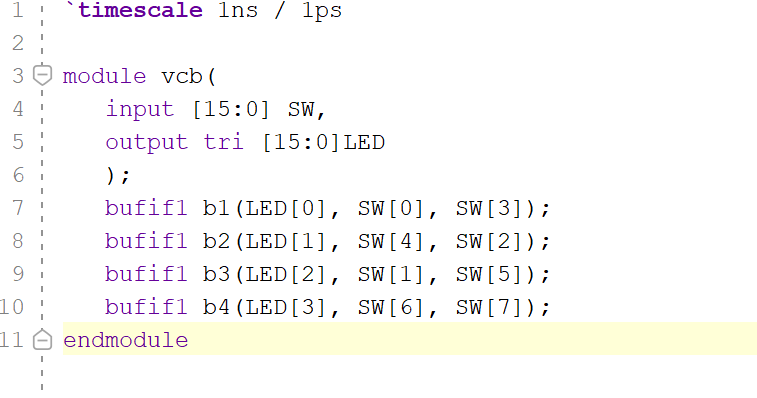 1 `timescale 1ns / 1ps
2
3 module vcb(
4 input [15:0] SW,
5 output tri [15:0]LED
6 );
7 bufif1 b1(LED[0], SW[0], SW[3]);
8 bufif1 b2(LED[1], SW[4], SW[2]);
9 bufif1 b3(LED[2], SW[1], SW[5]);
10 bufif1 b4(LED[3], SW[6], SW[7]);
11 endmodule